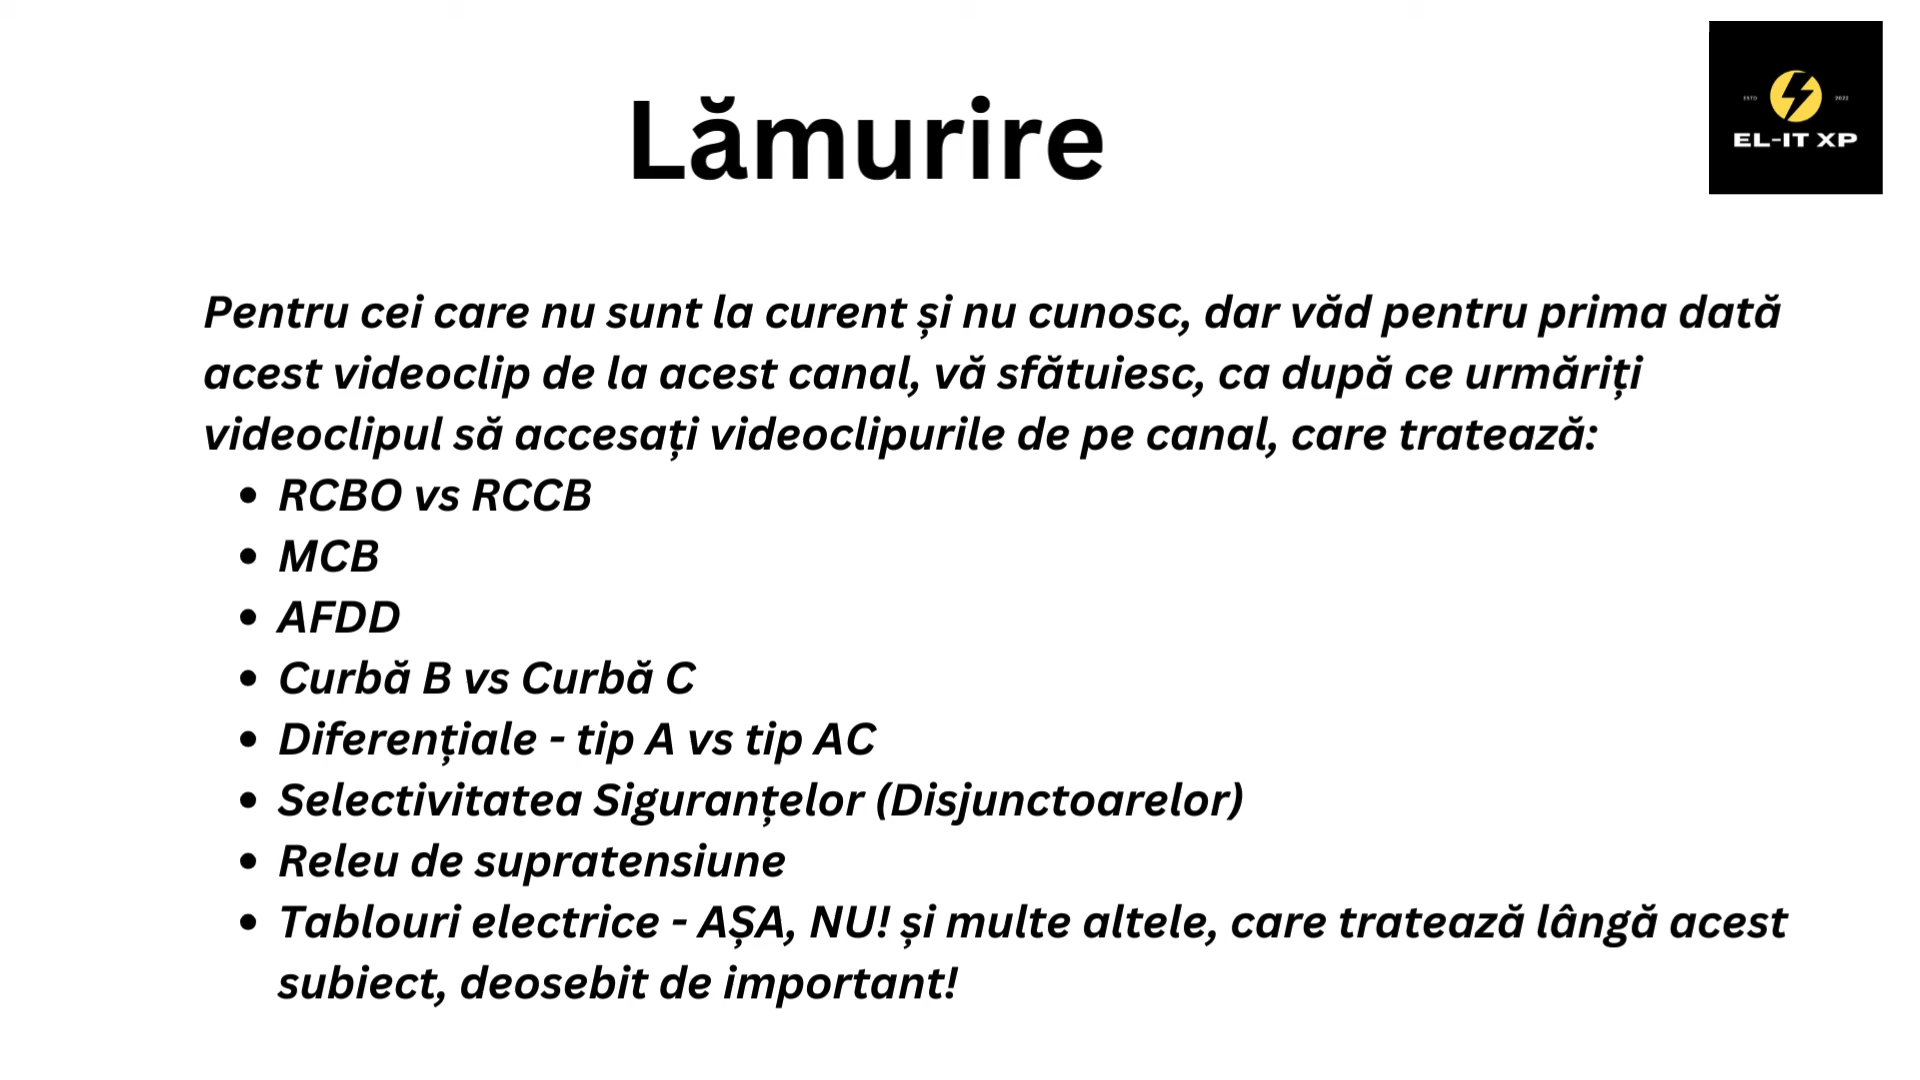 Lămurire
ESTD 2022
EL-IT XP
Pentru cei care nu sunt la curent și nu cunosc, dar văd pentru prima dată
acest videoclip de la acest canal, vă sfătuiesc, ca după ce urmăriți
videoclipul să accesați videoclipurile de pe canal, care tratează:
• RCBO vs RCCB
• MCB
• AFDD
• Curbă B vs Curbă C
• Diferențiale - tip A vs tip AC
• Selectivitatea Siguranțelor (Disjunctoarelor)
• Releu de supratensiune
• Tablouri electrice - AȘA, NU! și multe altele, care tratează lângă acest
subiect, deosebit de important!